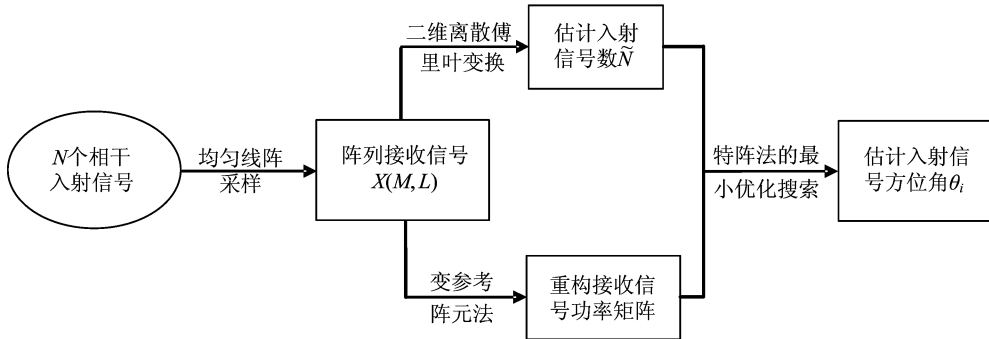 N个相干
入射信号
均匀线阵
采样
阵列接收信号
X(M,L)
二维离散傅
里叶变换
估计入射
信号数Ñ
变参考
阵元法
重构接收信
号功率矩阵
特阵法的最
小优化搜索
估计入射信
号方位角θᵢ